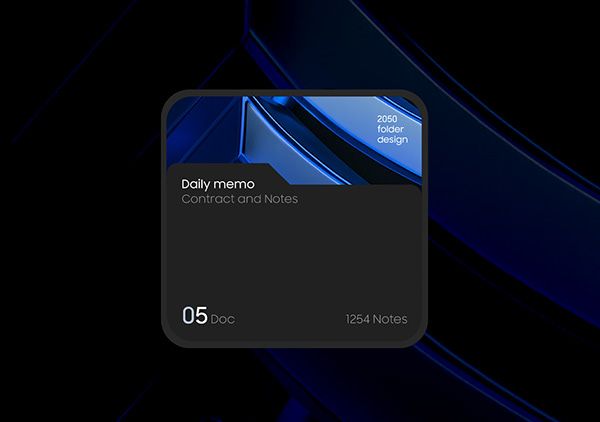 2050
folder
design
Daily memo
Contract and Notes
05 Doc
1254 Notes